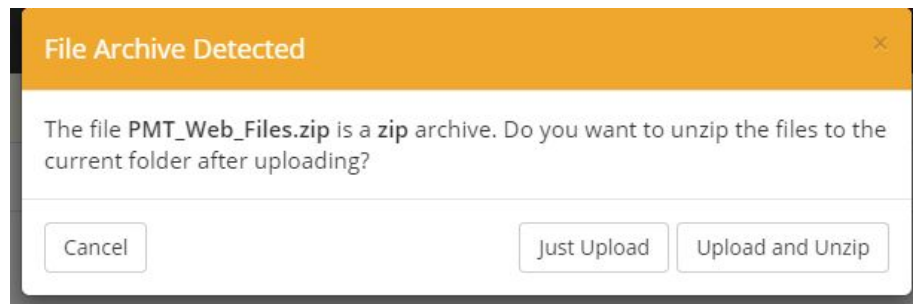 File Archive Detected ×
The file PMT_Web_Files.zip is a zip archive. Do you want to unzip the files to the
current folder after uploading?
Cancel Just Upload Upload and Unzip